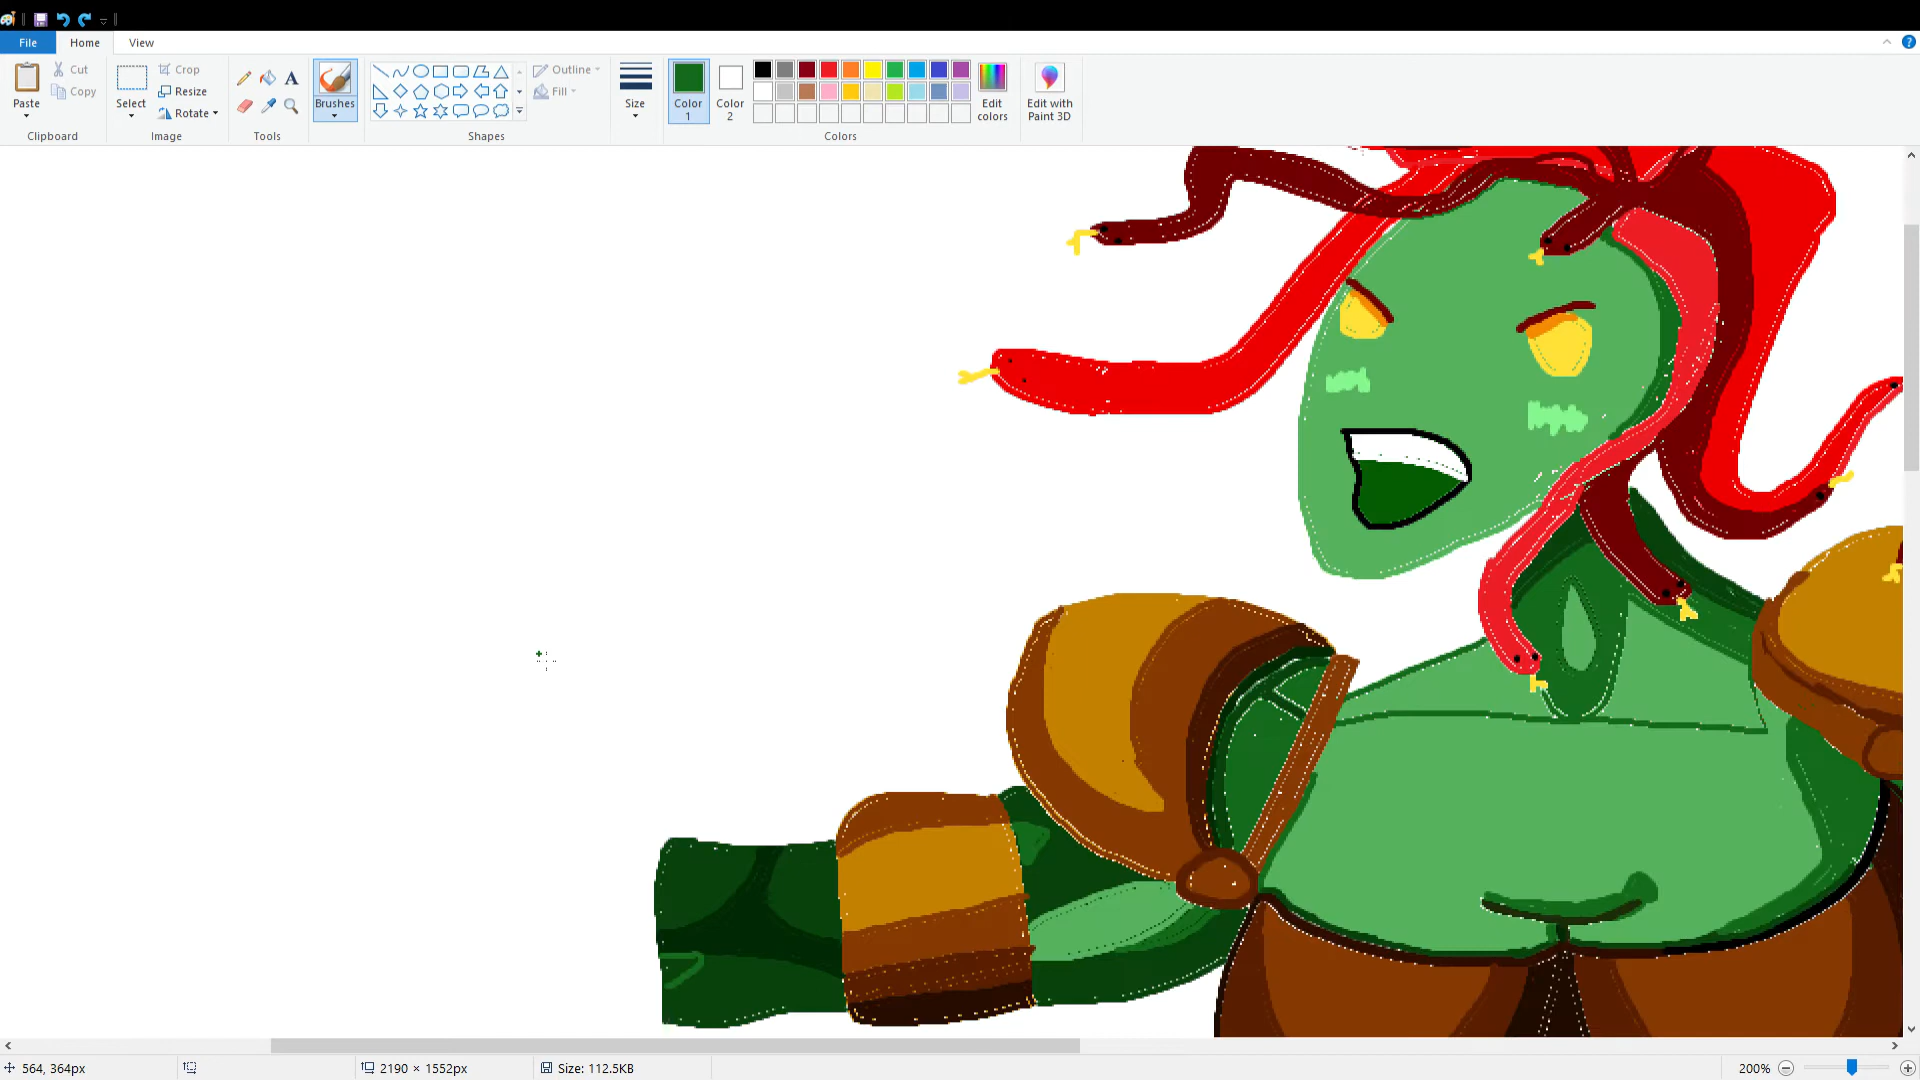 File Home View
Paste Cut Copy
Select Crop Resize Rotate
Brushes
Outline Fill
Size
Color 1 Color 2
Edit colors
Edit with Paint 3D
Clipboard Image Tools Shapes Colors
564, 364px 2190 × 1552px Size: 112.5KB 200%